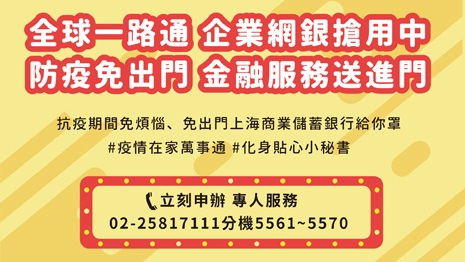 全球一路通 企業網銀搶用中
防疫免出門 金融服務送進門
抗疫期間免煩惱、免出門上海商業儲蓄銀行給你罩
#疫情在家萬事通 #化身貼心小秘書
立刻申辦 專人服務
02-25817111分機5561~5570